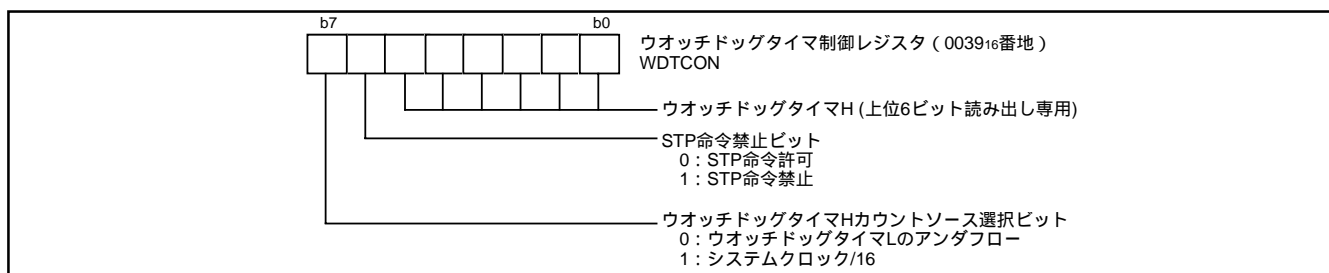 b7 b0
ウオッチドッグタイマ制御レジスタ(003916番地)
WDTCON
ウオッチドッグタイマH (上位6ビット読み出し専用)
STP命令禁止ビット
0:STP命令許可
1:STP命令禁止
ウオッチドッグタイマHカウントソース選択ビット
0:ウオッチドッグタイマLのアンダフロー
1:システムクロック/16